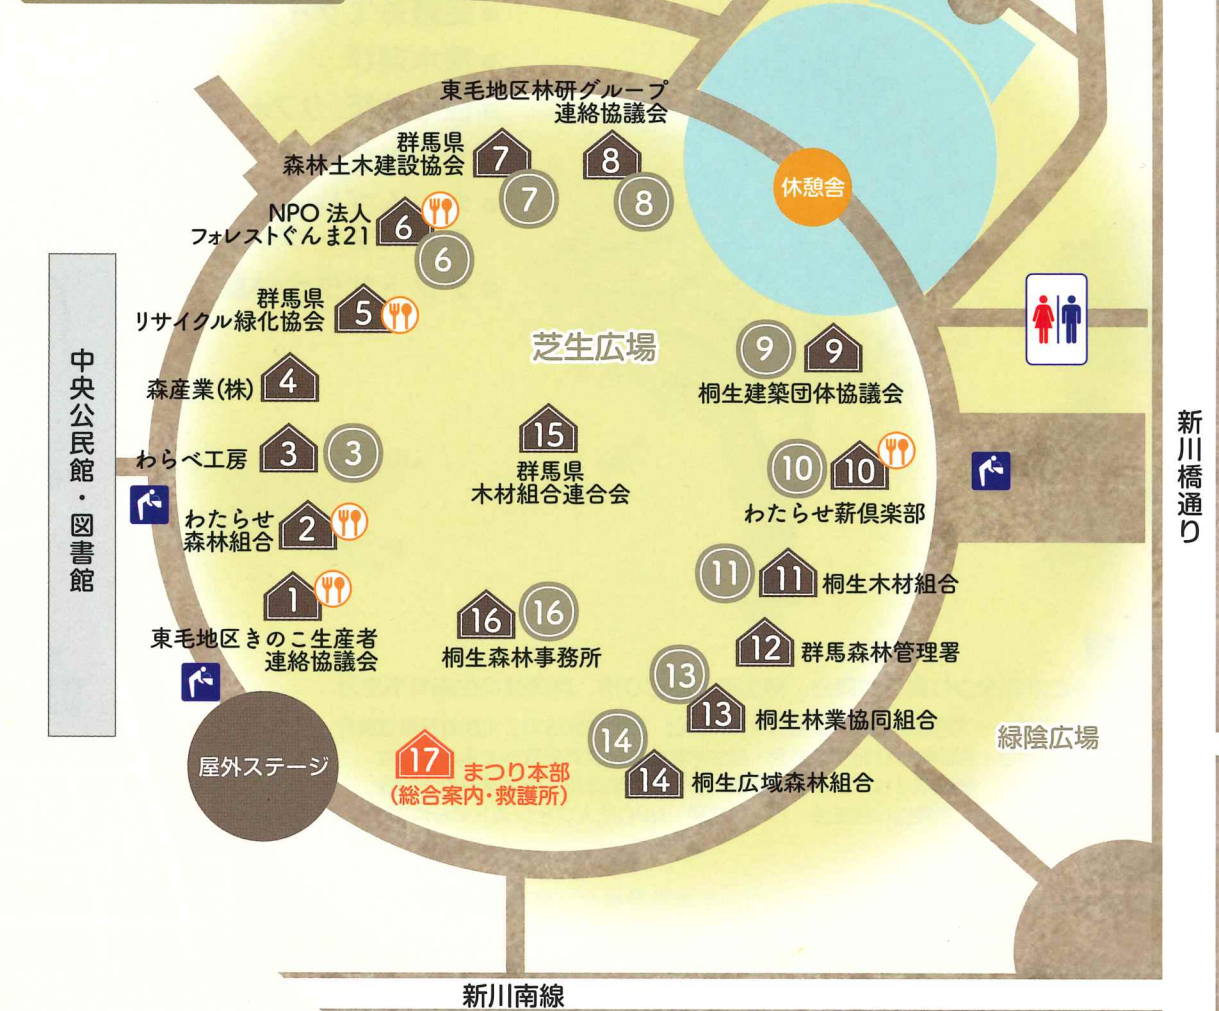 東毛地区林研グループ
連絡協議会
群馬県
森林土木建設協会
7
8
7
8
休憩舎
NPO 法人
フォレストぐんま21
6
6
群馬県
リサイクル緑化協会
5
芝生広場
9
9
桐生建築団体協議会
森産業(株)
4
中央公民館・図書館
新川橋通り
15
群馬県
木材組合連合会
わらべ工房
3
3
10
10
わたらせ薪倶楽部
わたらせ
森林組合
2
11
11
桐生木材組合
1
東毛地区きのこ生産者
連絡協議会
16
16
桐生森林事務所
12
群馬森林管理署
13
13
桐生林業協同組合
緑陰広場
14
14
桐生広域森林組合
屋外ステージ
17
まつり本部
(総合案内・救護所)
新川南線